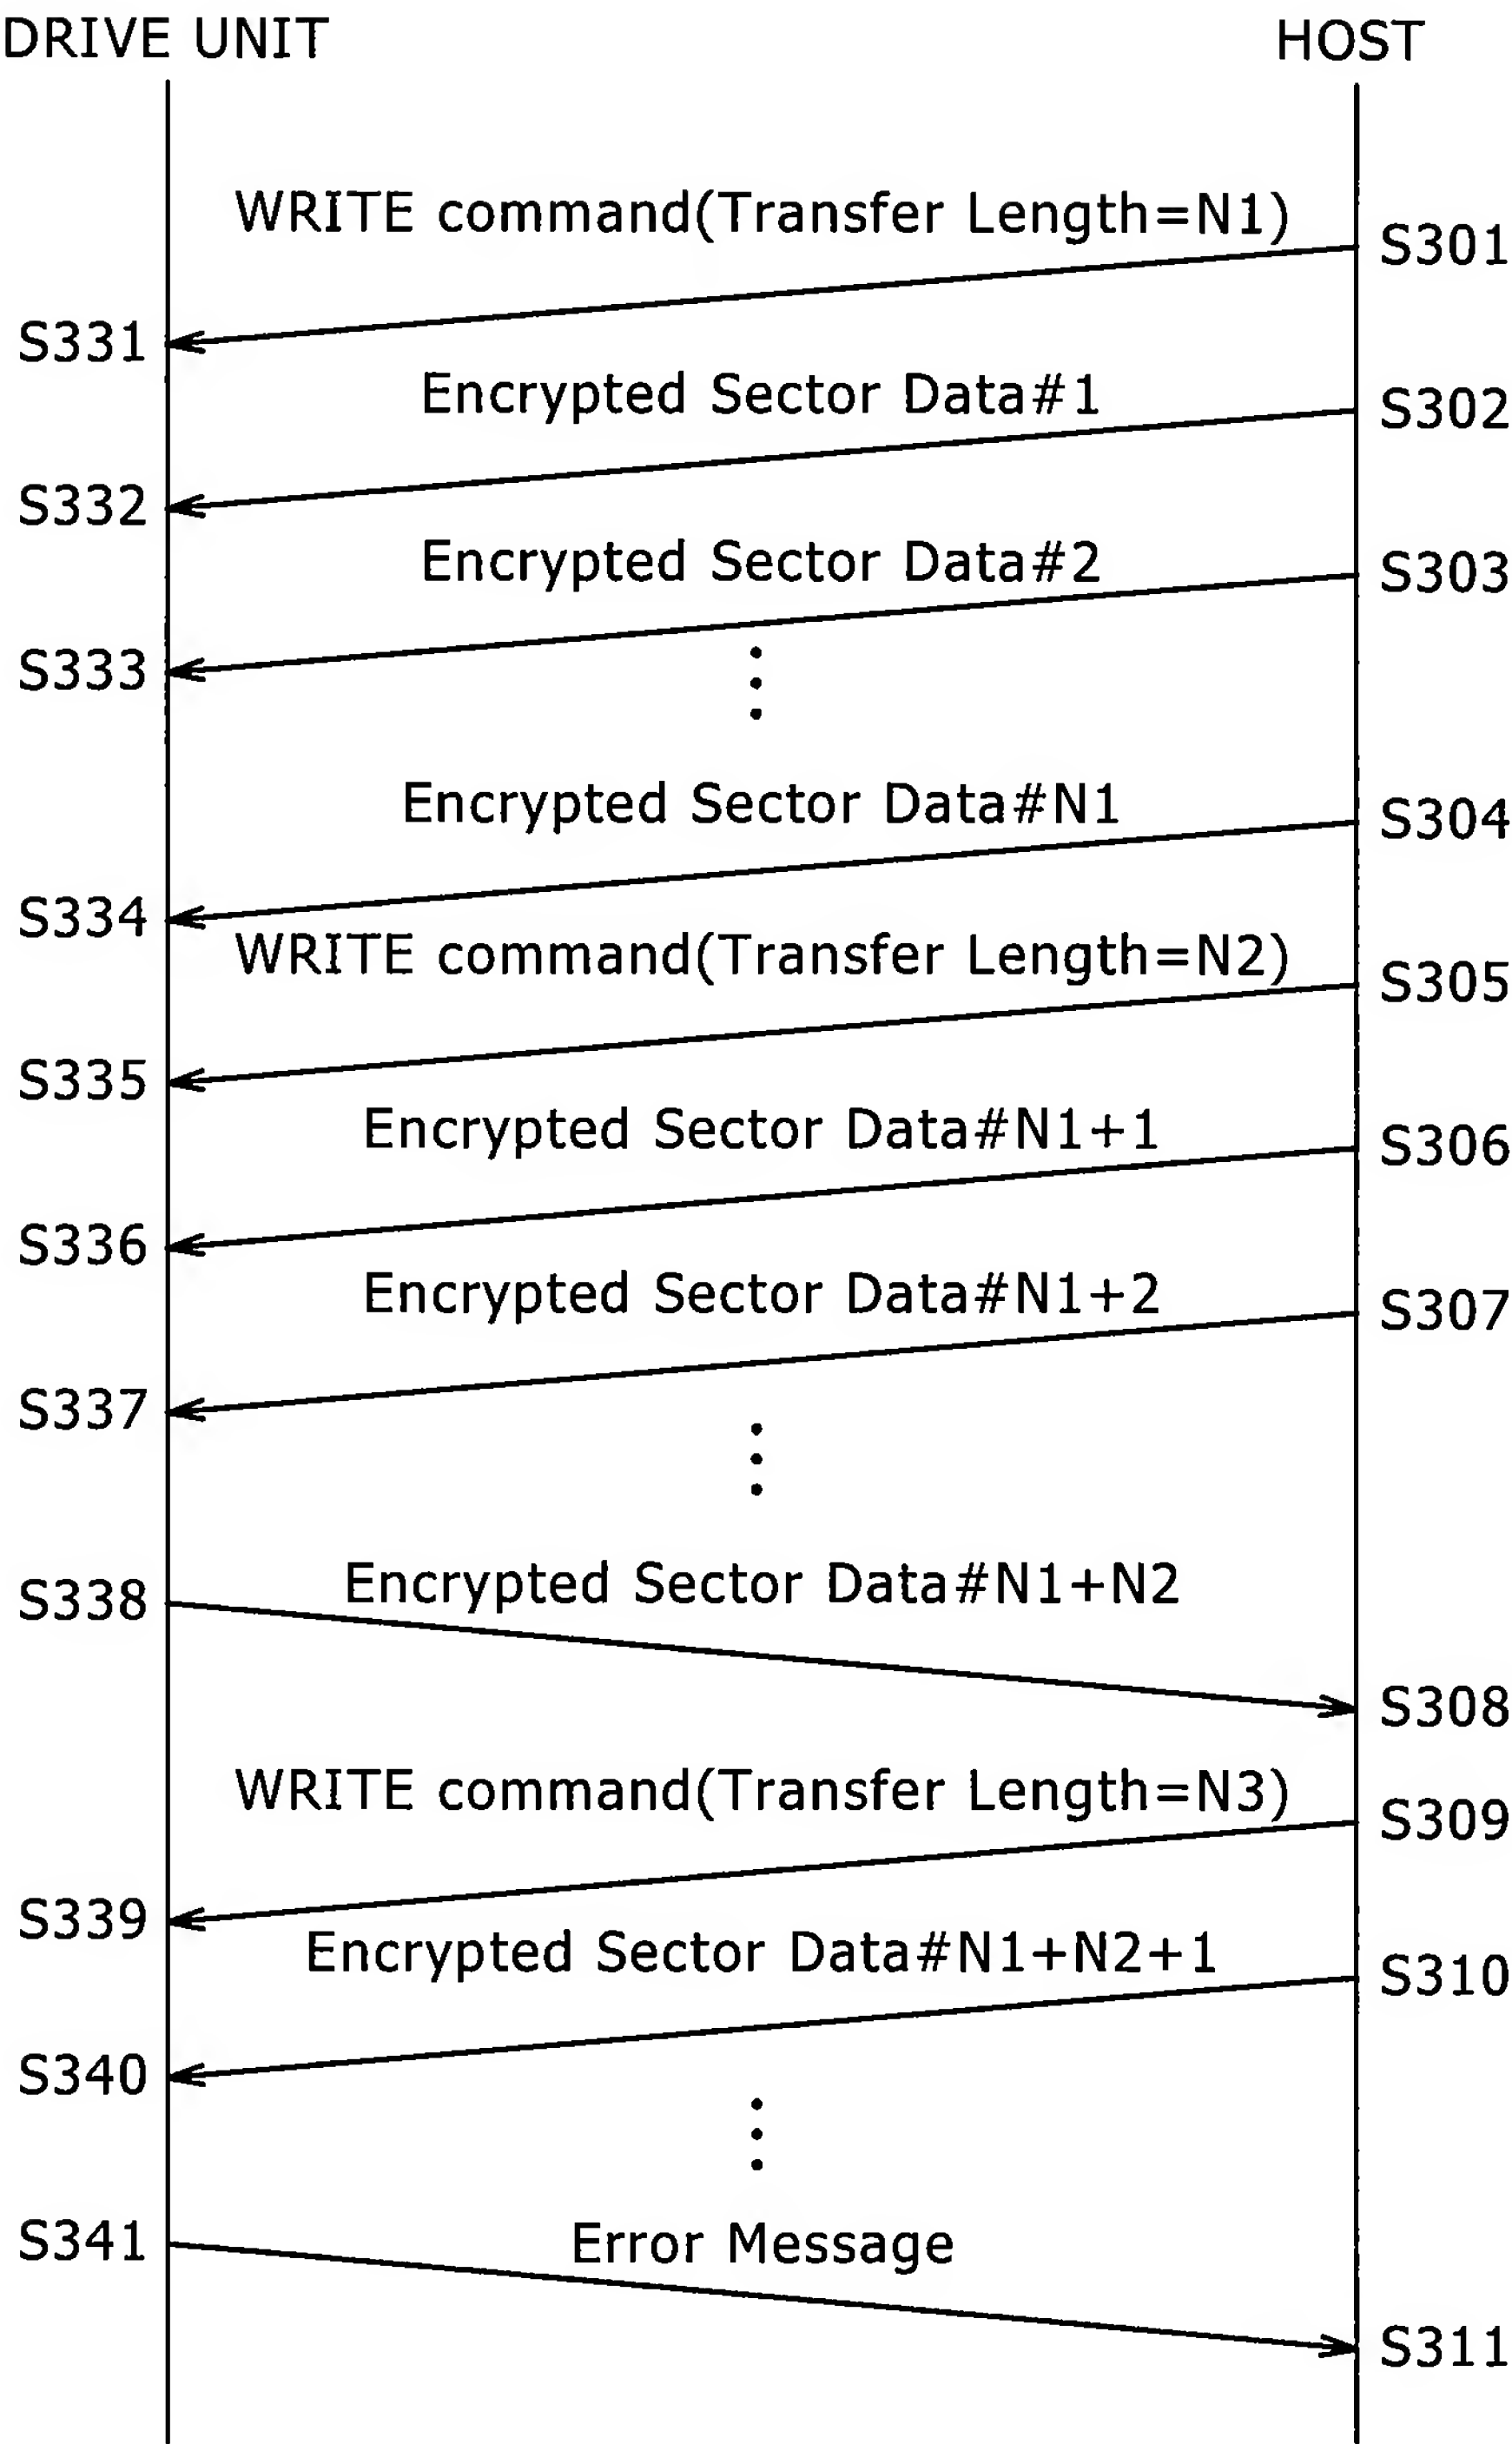 DRIVE UNIT
HOST
WRITE command(Transfer Length=N1)
S301
S331
Encrypted Sector Data#1
S302
S332
Encrypted Sector Data#2
S303
S333
Encrypted Sector Data#N1
S304
S334
WRITE command(Transfer Length=N2)
S305
S335
Encrypted Sector Data#N1+1
S306
S336
Encrypted Sector Data#N1+2
S307
S337
Encrypted Sector Data#N1+N2
S338
S308
WRITE command(Transfer Length=N3)
S309
S339
Encrypted Sector Data#N1+N2+1
S310
S340
Error Message
S341
S311